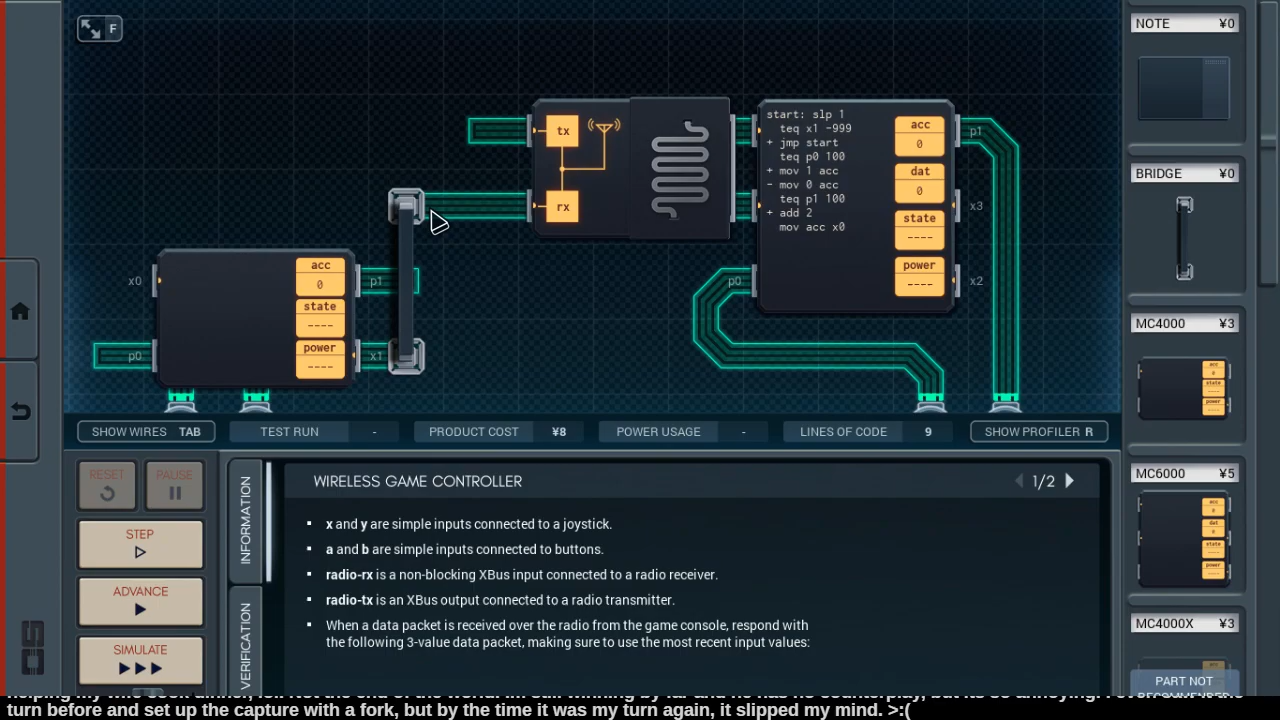 F
NOTE ¥0
BRIDGE ¥0
MC4000 ¥3
MC6000 ¥5
MC4000X ¥3
PART NOT
RECOMMENDED
tx
rx
start: slp 1
teq x1 -999
+ jmp start
teq p0 100
+ mov 1 acc
- mov 0 acc
teq p1 100
+ add 2
mov acc x0
acc
0
dat
0
state
----
power
----
p1
x3
x2
p0
x0
p0
acc
0
state
----
power
----
p1
x1
SHOW WIRES TAB
TEST RUN -
PRODUCT COST ¥8
POWER USAGE -
LINES OF CODE 9
SHOW PROFILER R
RESET
PAUSE
STEP
ADVANCE
SIMULATE
INFORMATION
VERIFICATION
WIRELESS GAME CONTROLLER
1/2
▪ x and y are simple inputs connected to a joystick.
▪ a and b are simple inputs connected to buttons.
▪ radio-rx is a non-blocking XBus input connected to a radio receiver.
▪ radio-tx is an XBus output connected to a radio transmitter.
▪ When a data packet is received over the radio from the game console, respond with
the following 3-value data packet, making sure to use the most recent input values:
turn before and set up the capture with a fork, but by the time it was my turn again, it slipped my mind. >:(